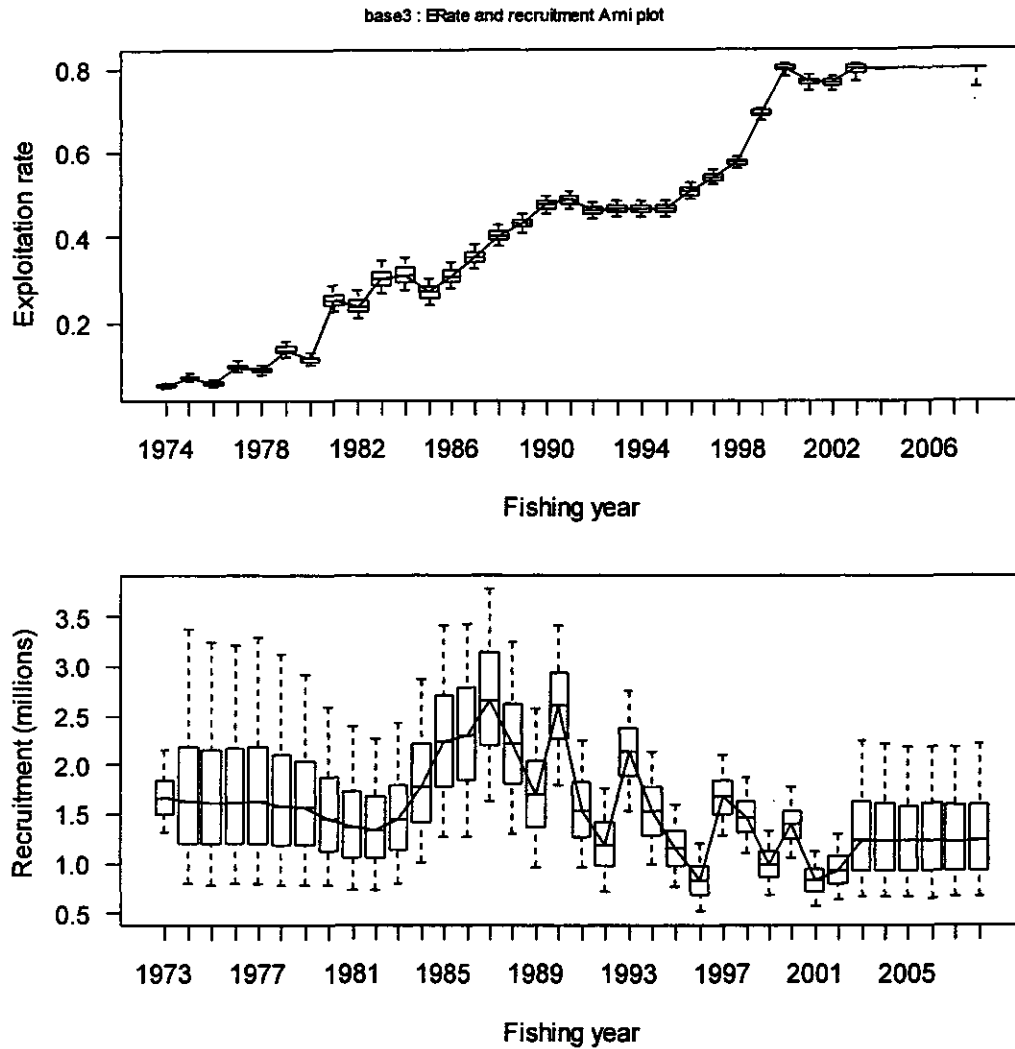 base3 : ERate and recruitment Ami plot
0.8
0.6
0.4
0.2
Exploitation rate
1974 1978 1982 1986 1990 1994 1998 2002 2006
Fishing year
3.5
3.0
2.5
2.0
1.5
1.0
0.5
Recruitment (millions)
1973 1977 1981 1985 1989 1993 1997 2001 2005
Fishing year